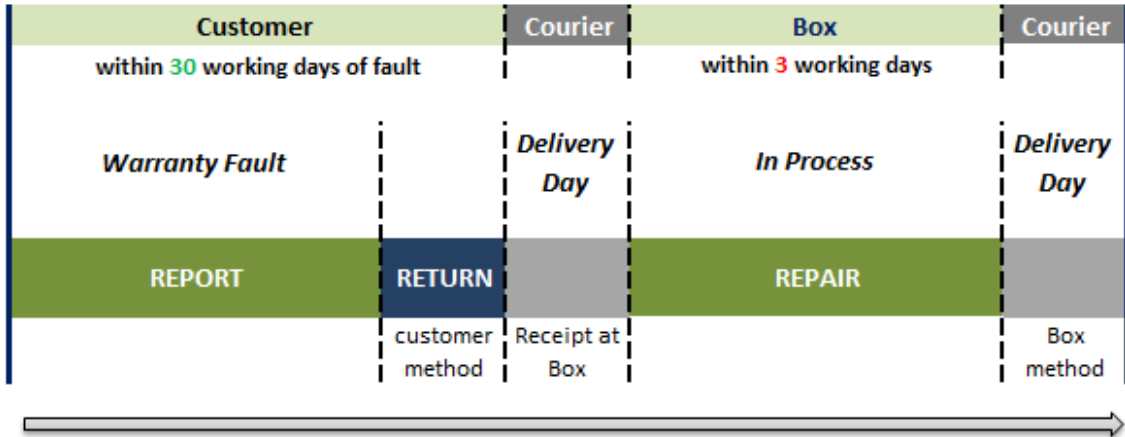 Customer Courier Box Courier
within 30 working days of fault within 3 working days
Warranty Fault
Delivery
Day
In Process
Delivery
Day
REPORT RETURN REPAIR
customer
method
Receipt at
Box
Box
method